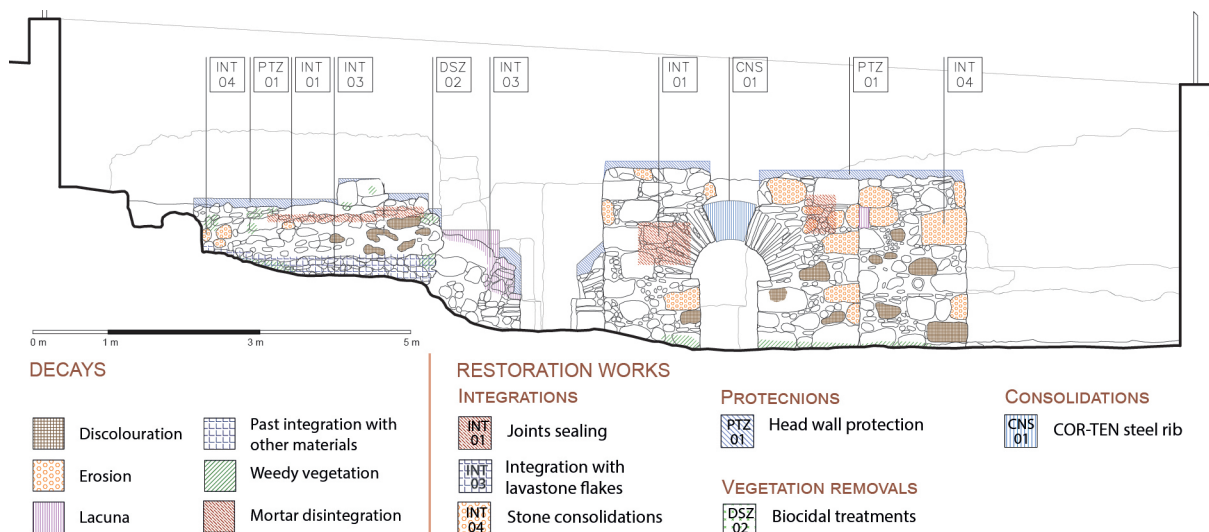 INT 04
PTZ 01
INT 01
INT 03
DSZ 02
INT 03
INT 01
CNS 01
PTZ 01
INT 04
0 m
1 m
3 m
5 m
DECAYS
Discolouration
Erosion
Lacuna
Past integration with
other materials
Weedy vegetation
Mortar disintegration
RESTORATION WORKS
INTEGRATIONS
INT 01
Joints sealing
INT 03
Integration with
lavastone flakes
INT 04
Stone consolidations
PROTECNIONS
PTZ 01
Head wall protection
VEGETATION REMOVALS
DSZ 02
Biocidal treatments
CONSOLIDATIONS
CNS 01
COR-TEN steel rib